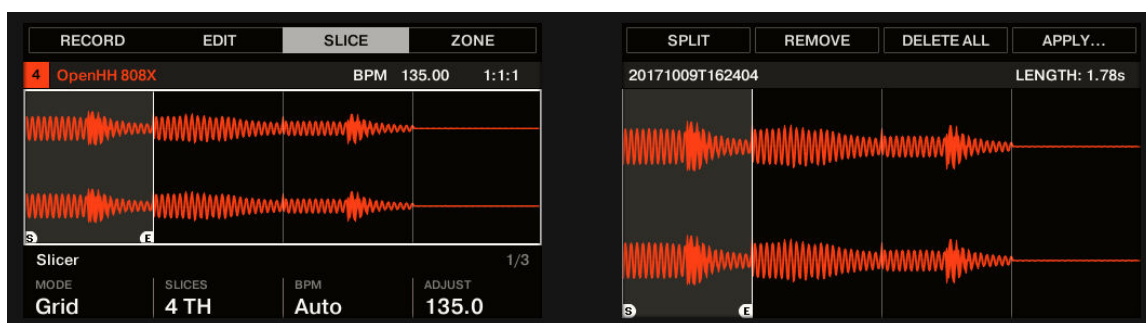 RECORD EDIT SLICE ZONE
4 OpenHH 808X BPM 135.00 1:1:1
S E
Slicer 1/3
MODE SLICES BPM ADJUST
Grid 4 TH Auto 135.0
SPLIT REMOVE DELETE ALL APPLY...
20171009T162404 LENGTH: 1.78s
S E